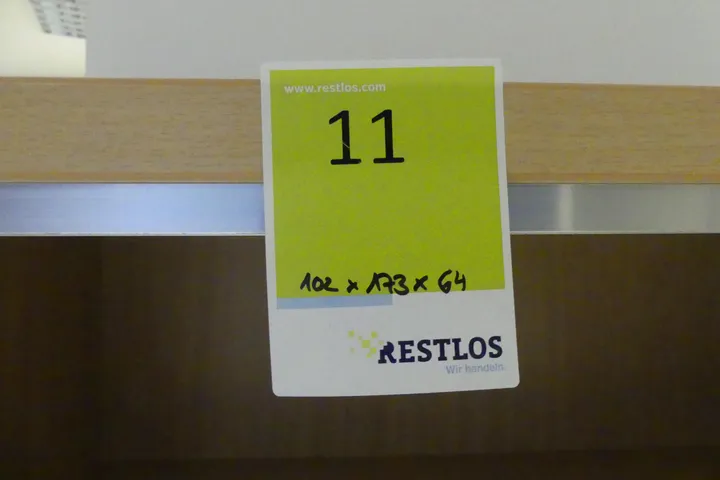 www.restlos.com
11
102 x 173 x 64
RESTLOS
Wir handeln.